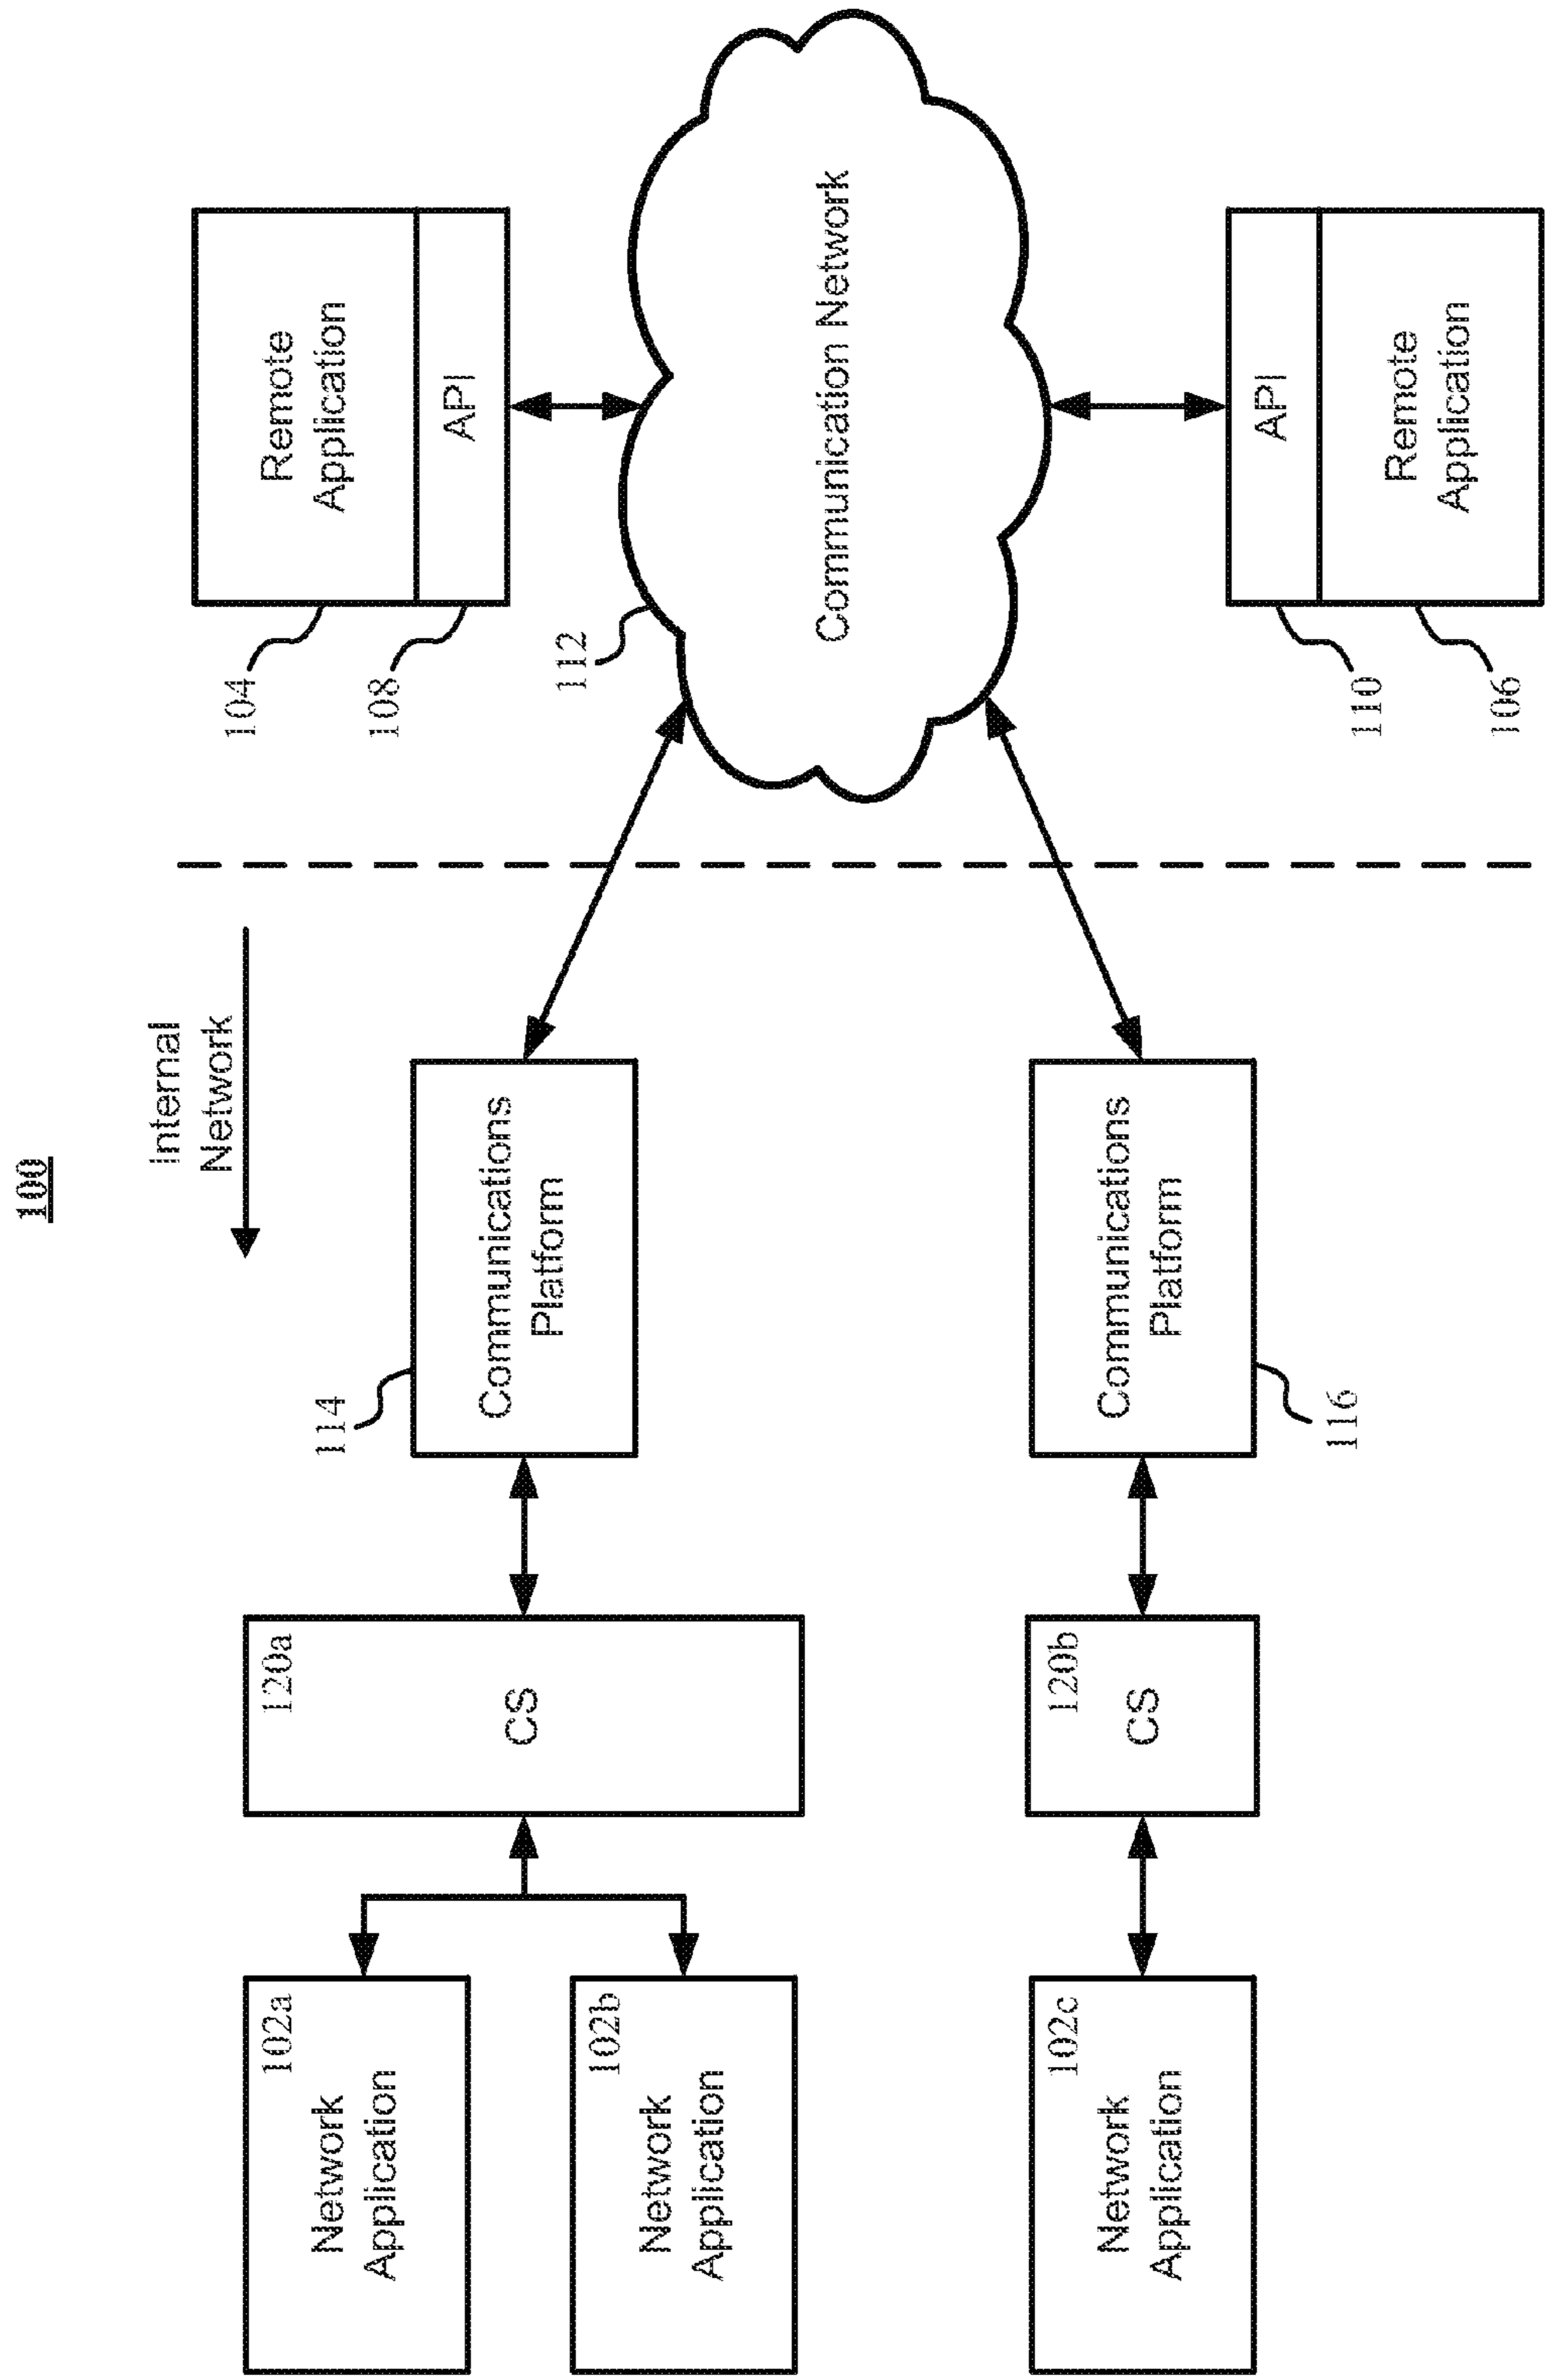 100
Internal
Network
102a
Network
Application
120a
CS
114
Communications
Platform
104
Remote
Application
108
API
102b
Network
Application
112
Communication Network
102c
Network
Application
120b
CS
Communications
Platform
116
API
110
Remote
Application
106